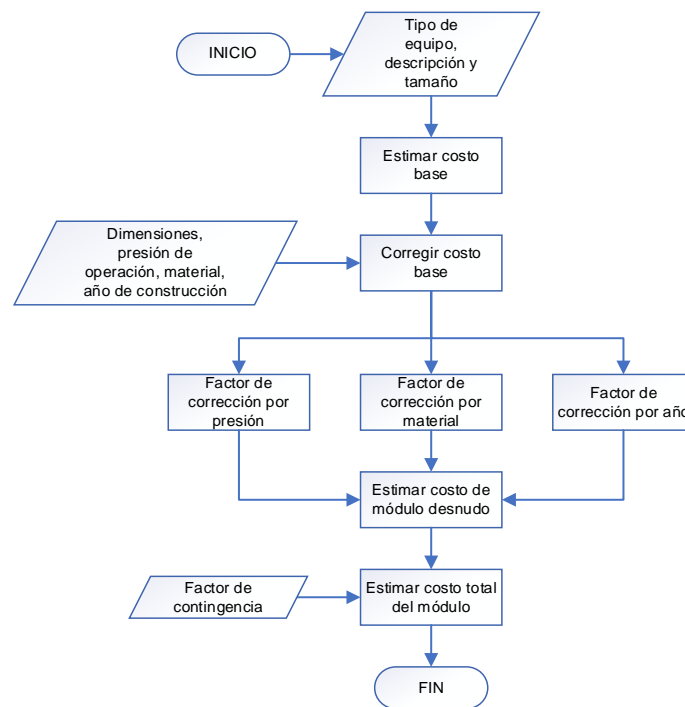 INICIO
Tipo de
equipo,
descripción y
tamaño
Estimar costo
base
Dimensiones,
presión de
operación, material,
año de construcción
Corregir costo
base
Factor de
corrección por
presión
Factor de
corrección por
material
Factor de
corrección por año
Estimar costo de
módulo desnudo
Factor de
contingencia
Estimar costo total
del módulo
FIN